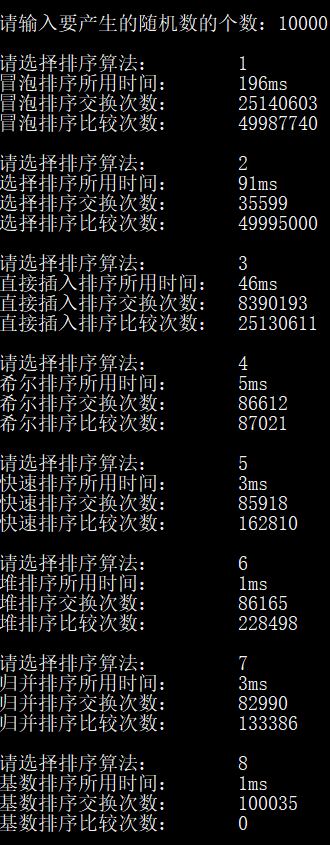 请输入要产生的随机数的个数：10000
请选择排序算法： 1
冒泡排序所用时间： 196ms
冒泡排序交换次数： 25140603
冒泡排序比较次数： 49987740
请选择排序算法： 2
选择排序所用时间： 91ms
选择排序交换次数： 35599
选择排序比较次数： 49995000
请选择排序算法： 3
直接插入排序所用时间： 46ms
直接插入排序交换次数： 8390193
直接插入排序比较次数： 25130611
请选择排序算法： 4
希尔排序所用时间： 5ms
希尔排序交换次数： 86612
希尔排序比较次数： 87021
请选择排序算法： 5
快速排序所用时间： 3ms
快速排序交换次数： 85918
快速排序比较次数： 162810
请选择排序算法： 6
堆排序所用时间： 1ms
堆排序交换次数： 86165
堆排序比较次数： 228498
请选择排序算法： 7
归并排序所用时间： 3ms
归并排序交换次数： 82990
归并排序比较次数： 133386
请选择排序算法： 8
基数排序所用时间： 1ms
基数排序交换次数： 100035
基数排序比较次数： 0